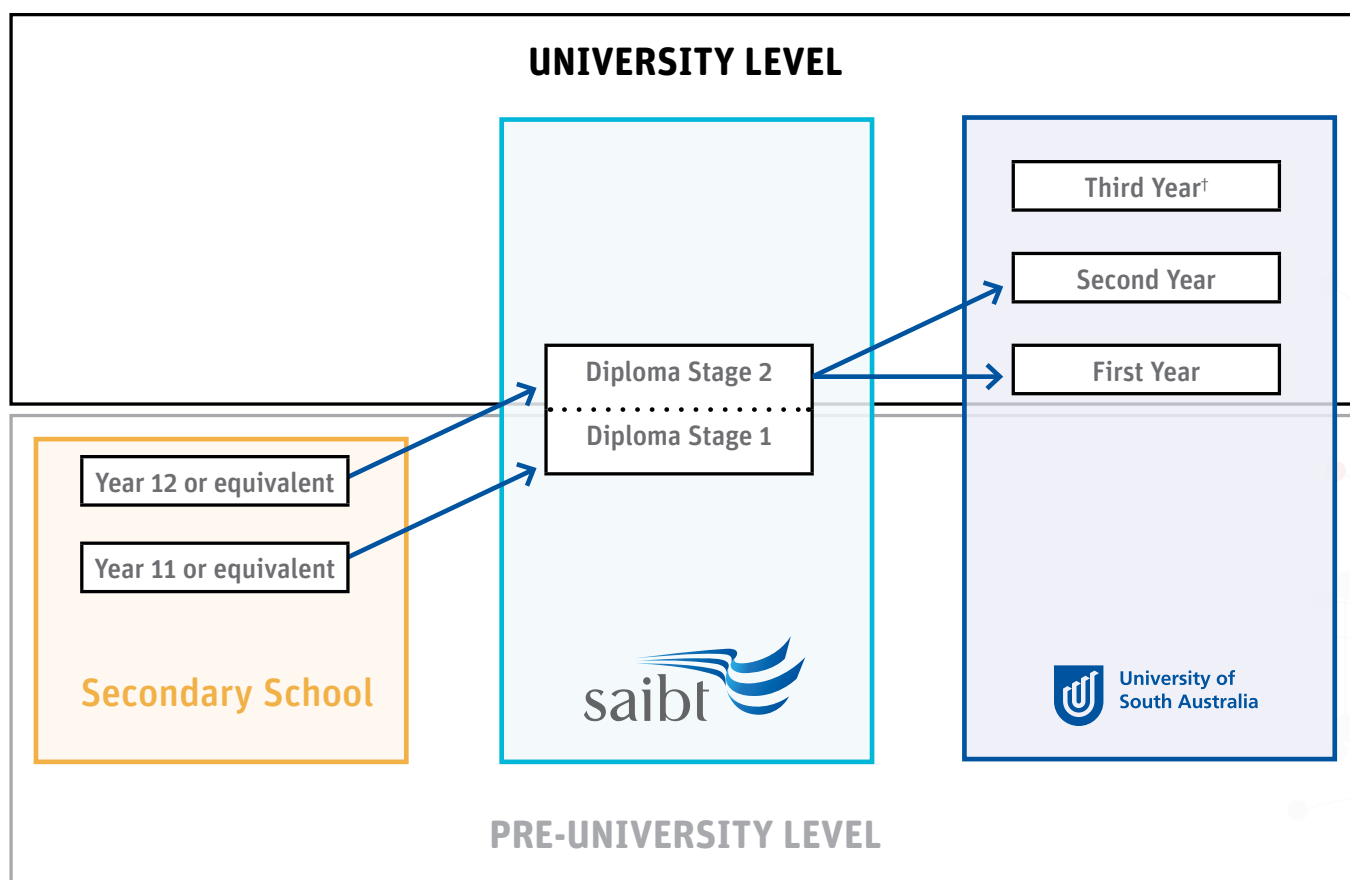 UNIVERSITY LEVEL
Third Year†
Second Year
Diploma Stage 2
First Year
Diploma Stage 1
Year 12 or equivalent
Year 11 or equivalent
Secondary School
saibt
University of
South Australia
PRE-UNIVERSITY LEVEL